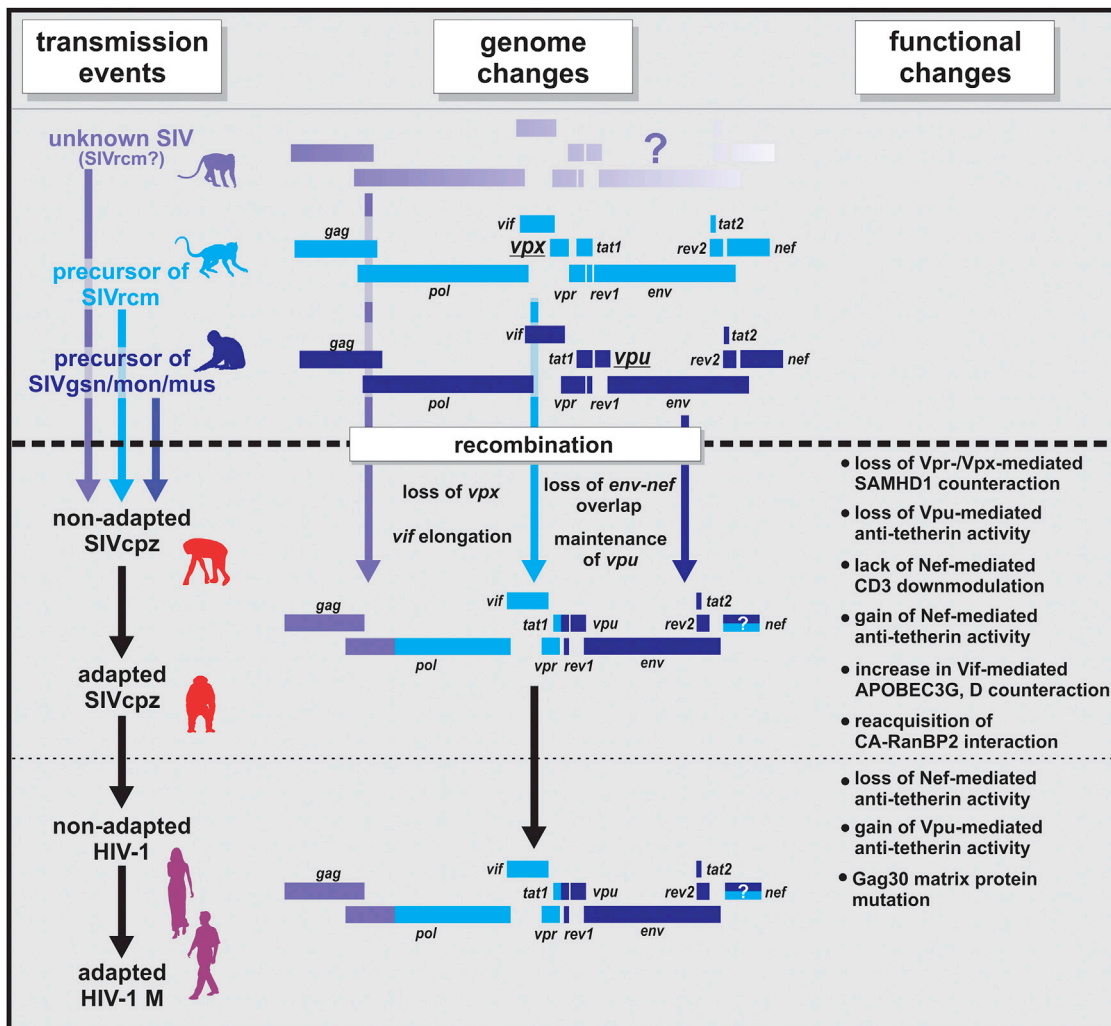 transmission
events
genome
changes
functional
changes
unknown SIV
(SIVrcm?)
?
vif
tat2
gag
vpx
tat1
rev2
nef
precursor of
SIVrcm
pol
vpr
rev1
env
vif
tat2
gag
tat1
vpu
rev2
nef
precursor of
SIVgsn/mon/mus
pol
vpr
rev1
env
recombination
loss of vpx
vif elongation
loss of env-nef
overlap
maintenance
of vpu
• loss of Vpr-/Vpx-mediated
SAMHD1 counteraction
• loss of Vpu-mediated
anti-tetherin activity
• lack of Nef-mediated
CD3 downmodulation
• gain of Nef-mediated
anti-tetherin activity
• increase in Vif-mediated
APOBEC3G, D counteraction
• reacquisition of
CA-RanBP2 interaction
non-adapted
SIVcpz
vif
tat2
gag
tat1
vpu
rev2
?
nef
pol
vpr
rev1
env
adapted
SIVcpz
• loss of Nef-mediated
anti-tetherin activity
• gain of Vpu-mediated
anti-tetherin activity
• Gag30 matrix protein
mutation
non-adapted
HIV-1
vif
tat2
gag
tat1
vpu
rev2
?
nef
pol
vpr
rev1
env
adapted
HIV-1 M